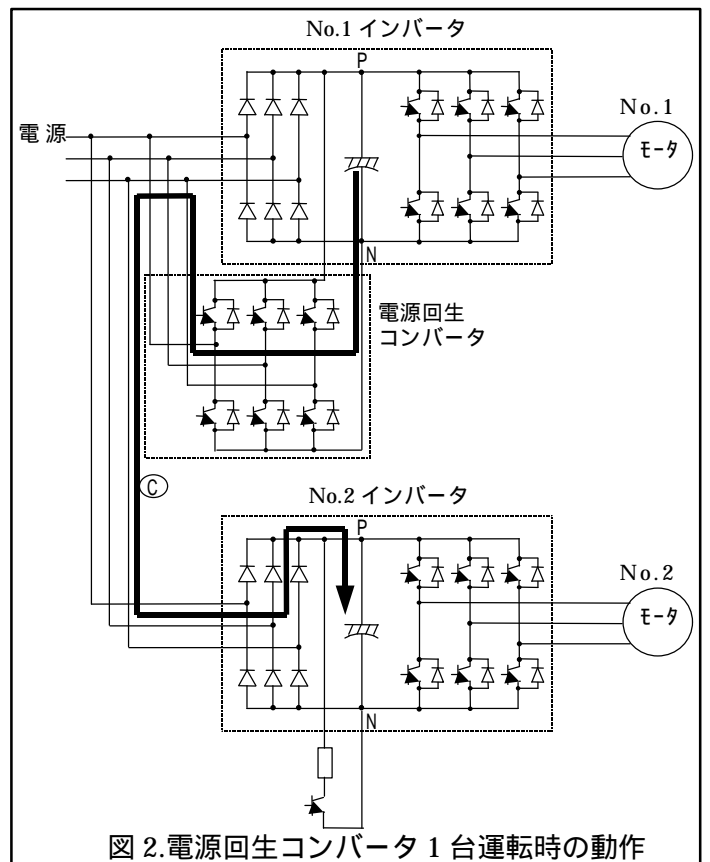 No.1 インバータ
P
No.1
電 源
ﾓｰﾀ
N
電源回生
コンバータ
Ⓒ
No.2 インバータ
P
No.2
ﾓｰﾀ
N
図 2.電源回生コンバータ 1 台運転時の動作